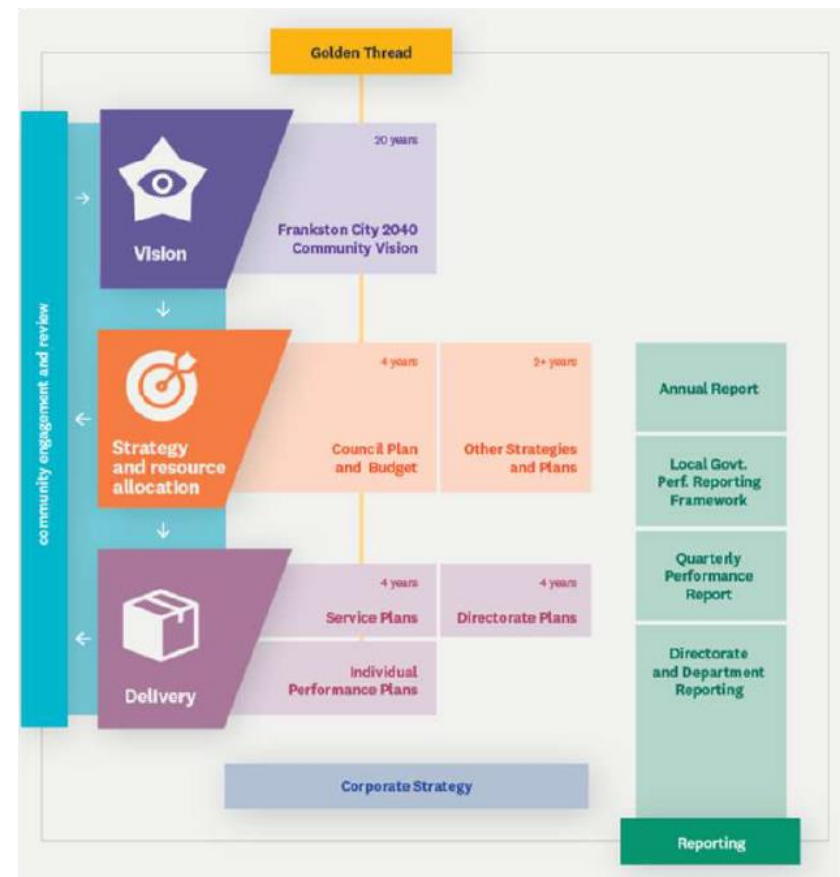 Golden Thread
community engagement and review
Vision
20 years
Frankston City 2040
Community Vision
Strategy
and resource
allocation
4 years
Council Plan
and Budget
2+ years
Other Strategies
and Plans
Delivery
4 years
Service Plans
4 years
Directorate Plans
Individual
Performance Plans
Corporate Strategy
Annual Report
Local Govt.
Perf. Reporting
Framework
Quarterly
Performance
Report
Directorate
and Department
Reporting
Reporting